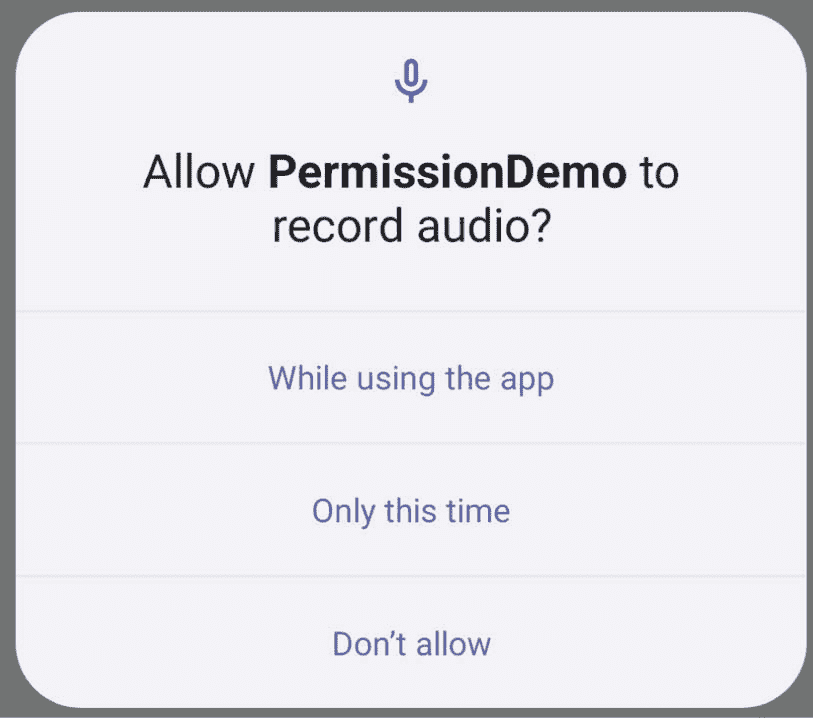 Allow PermissionDemo to
record audio?
While using the app
Only this time
Don’t allow